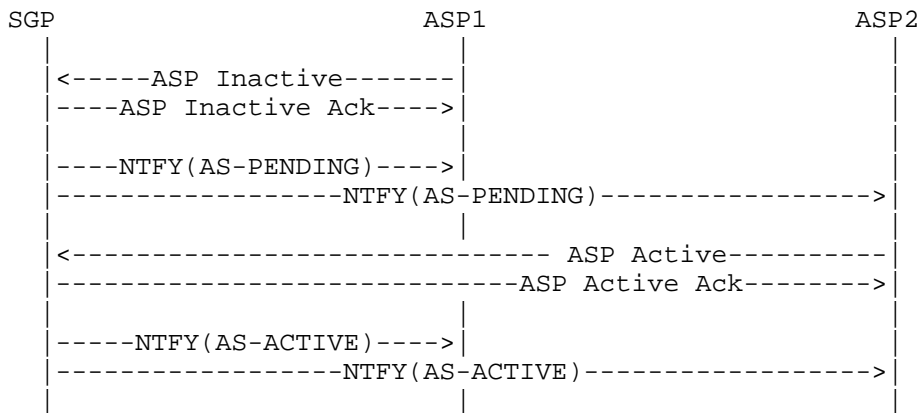 SGP ASP1 ASP2
<-----ASP Inactive-------|
|----ASP Inactive Ack---->|
|----NTFY(AS-PENDING)---->|
|-----------------NTFY(AS-PENDING)---------------->|
|<---------------------------- ASP Active----------|
|----------------------------ASP Active Ack-------->|
|-----NTFY(AS-ACTIVE)---->|
|-----------------NTFY(AS-ACTIVE)----------------->|